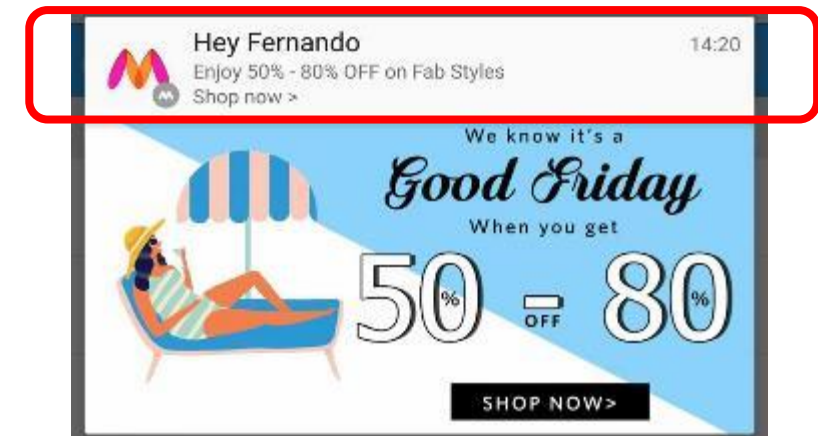 Hey Fernando
14:20
Enjoy 50% - 80% OFF on Fab Styles
Shop now >
We know it's a
Good Friday
When you get
50% - 80%
OFF
SHOP NOW>